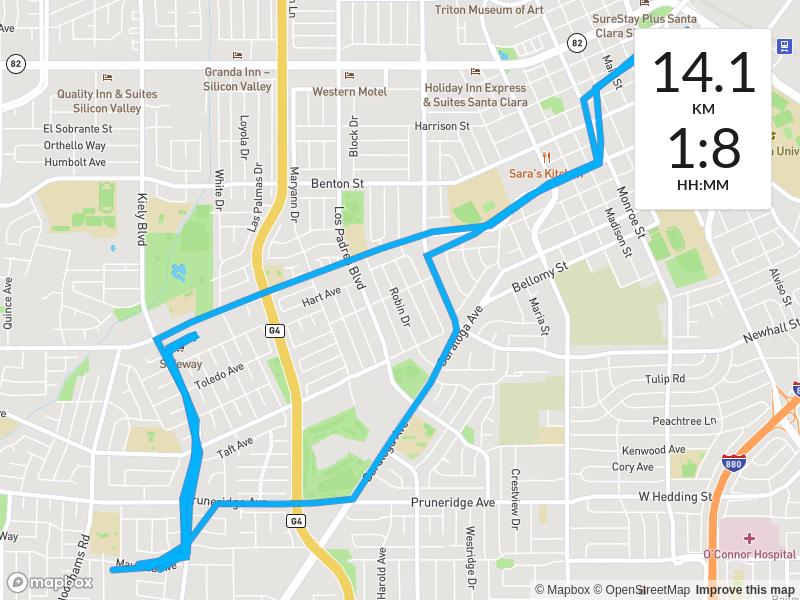 Triton Museum of Art
SureStay Plus Santa
Clara
82
82
14.1
KM
1:8
HH:MM
Granda Inn –
Silicon Valley
Quality Inn & Suites
Silicon Valley
Western Motel
Holiday Inn Express
& Suites Santa Clara
Harrison St
El Sobrante St
Orthello Way
Humbolt Ave
Loyola Dr
Block Dr
Sara's
Benton St
White Dr
Las Palmas Dr
Maryann Dr
Kiely Blvd
Los Padres Blvd
Monroe St
Madison St
Bellomy St
Alviso St
Quince Ave
Hart Ave
Robin Dr
Maria St
G4
Saratoga Ave
Newhall St
Safeway
Toledo Ave
Tulip Rd
Taft Ave
Peachtree Ln
Saratoga Ave
Kenwood Ave
Cory Ave
880
Crestview Dr
Pruneridge Ave
Pruneridge Ave
W Hedding St
G4
Way
Woodhams Rd
Harold Ave
Westridge Dr
O'Connor Hospital
mapbox
© Mapbox © OpenStreetMap Improve this map